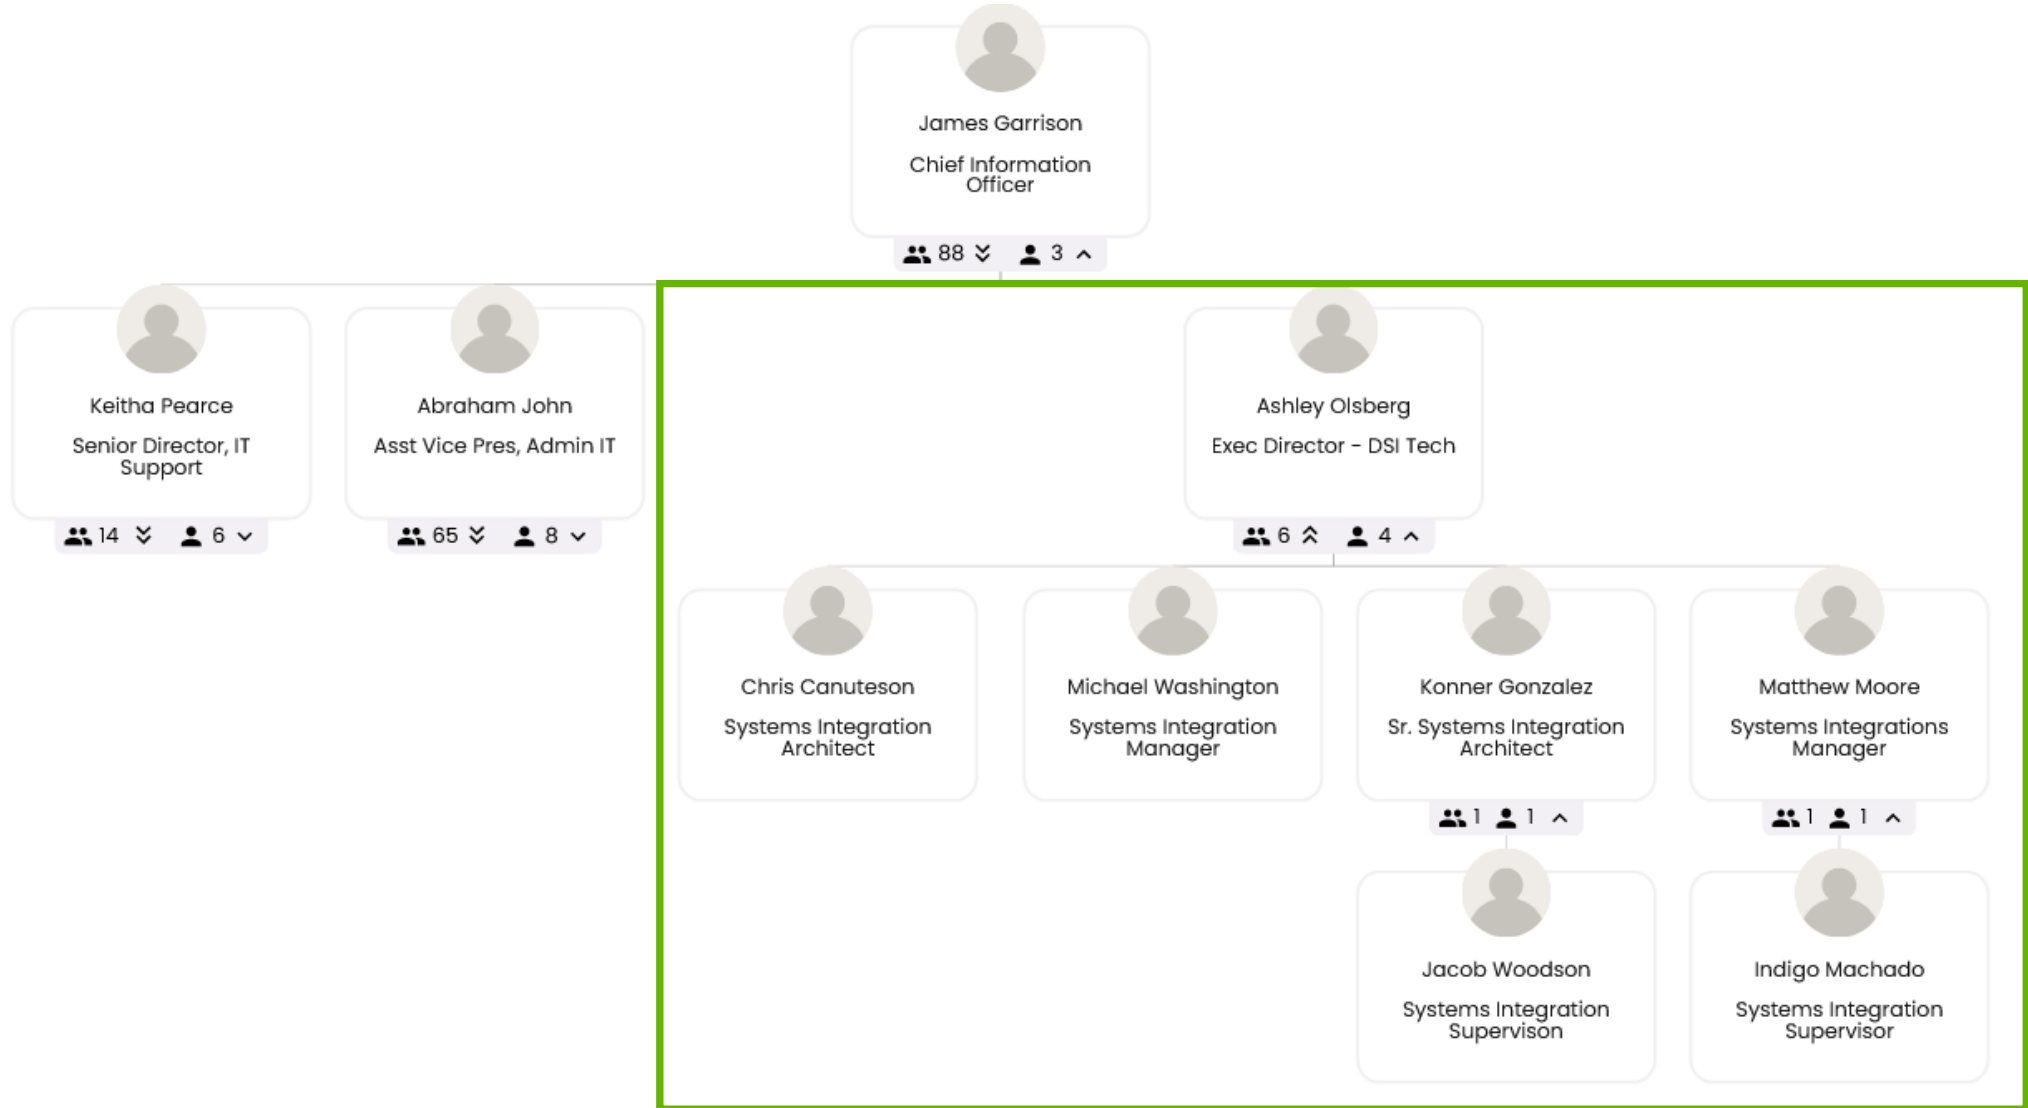 James Garrison
Chief Information
Officer
88 3
Keitha Pearce
Senior Director, IT
Support
14 6
Abraham John
Asst Vice Pres, Admin IT
65 8
Ashley Olsberg
Exec Director - DSI Tech
6 4
Chris Canuteson
Systems Integration
Architect
Michael Washington
Systems Integration
Manager
Konner Gonzalez
Sr. Systems Integration
Architect
1 1
Matthew Moore
Systems Integrations
Manager
1 1
Jacob Woodson
Systems Integration
Supervison
Indigo Machado
Systems Integration
Supervisor